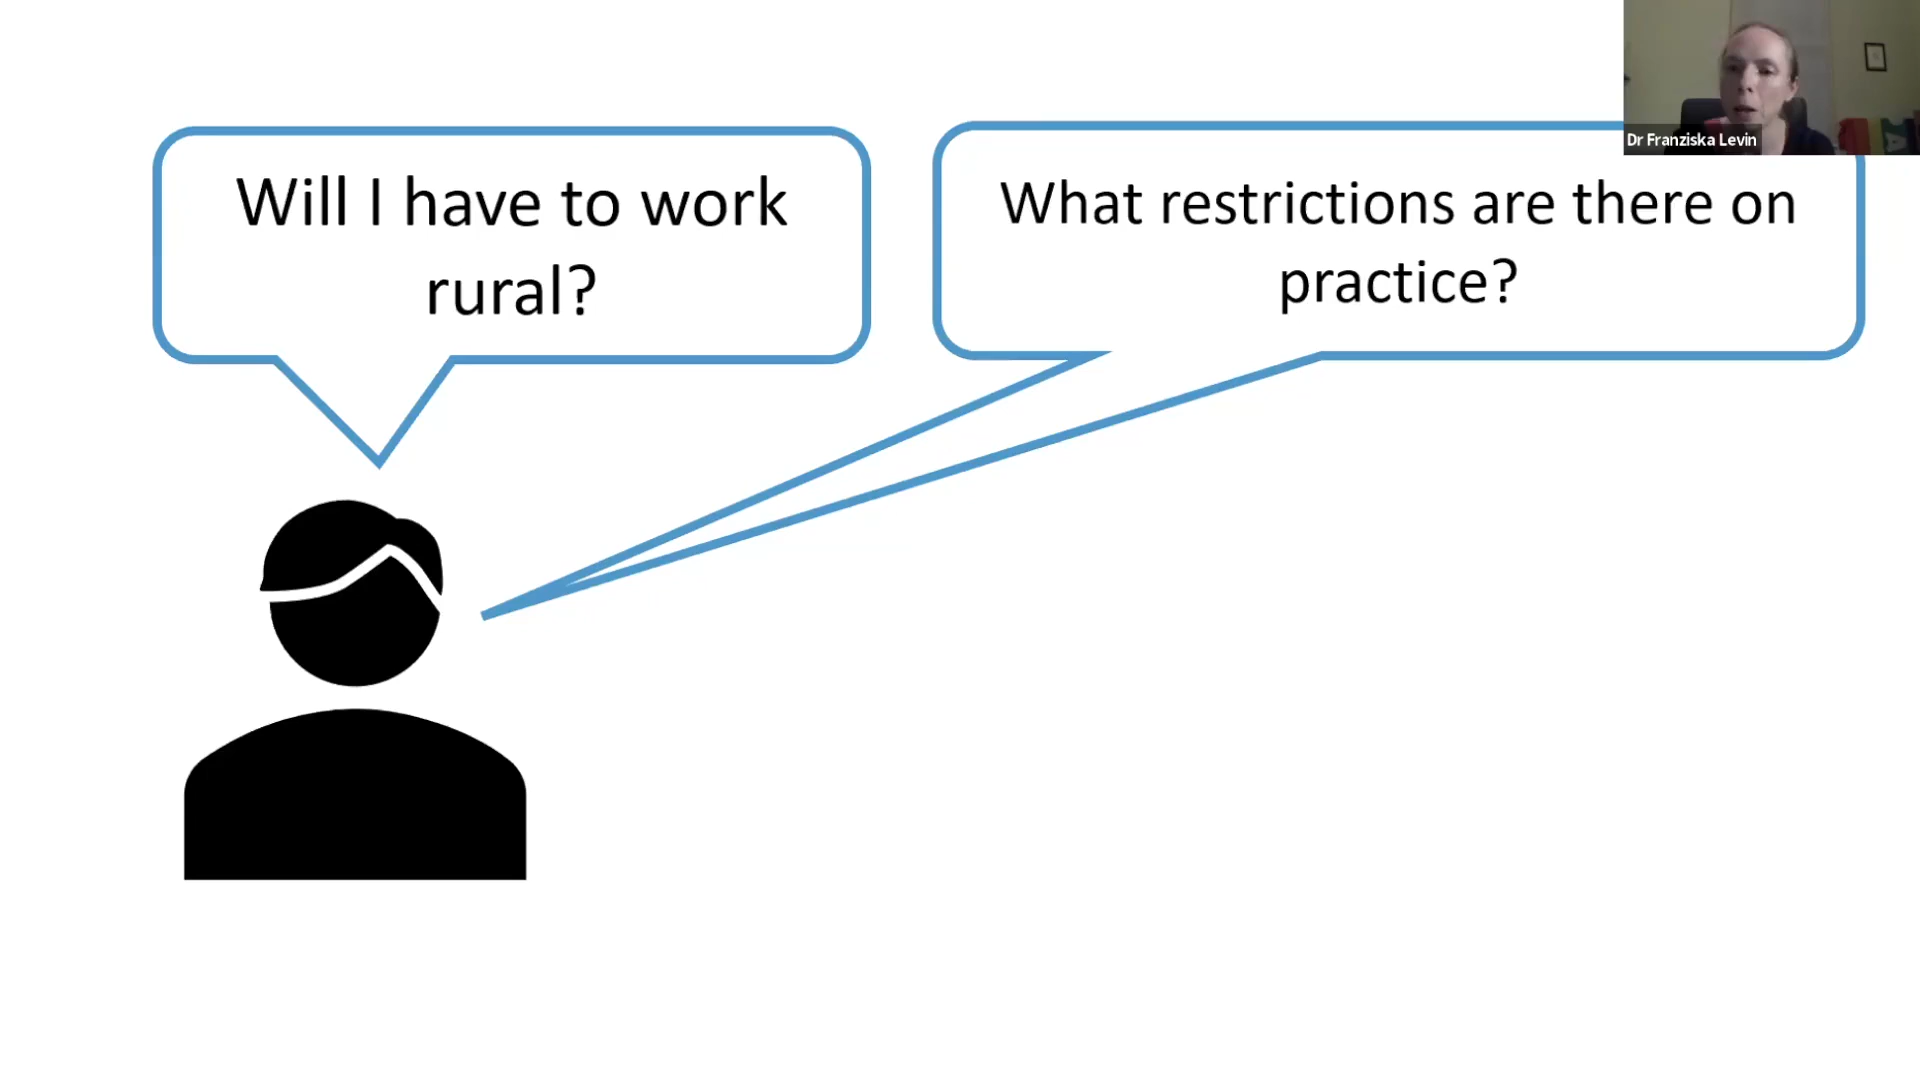 Will I have to work
rural?
What restrictions are there on
practice?
Dr Franziska Levin